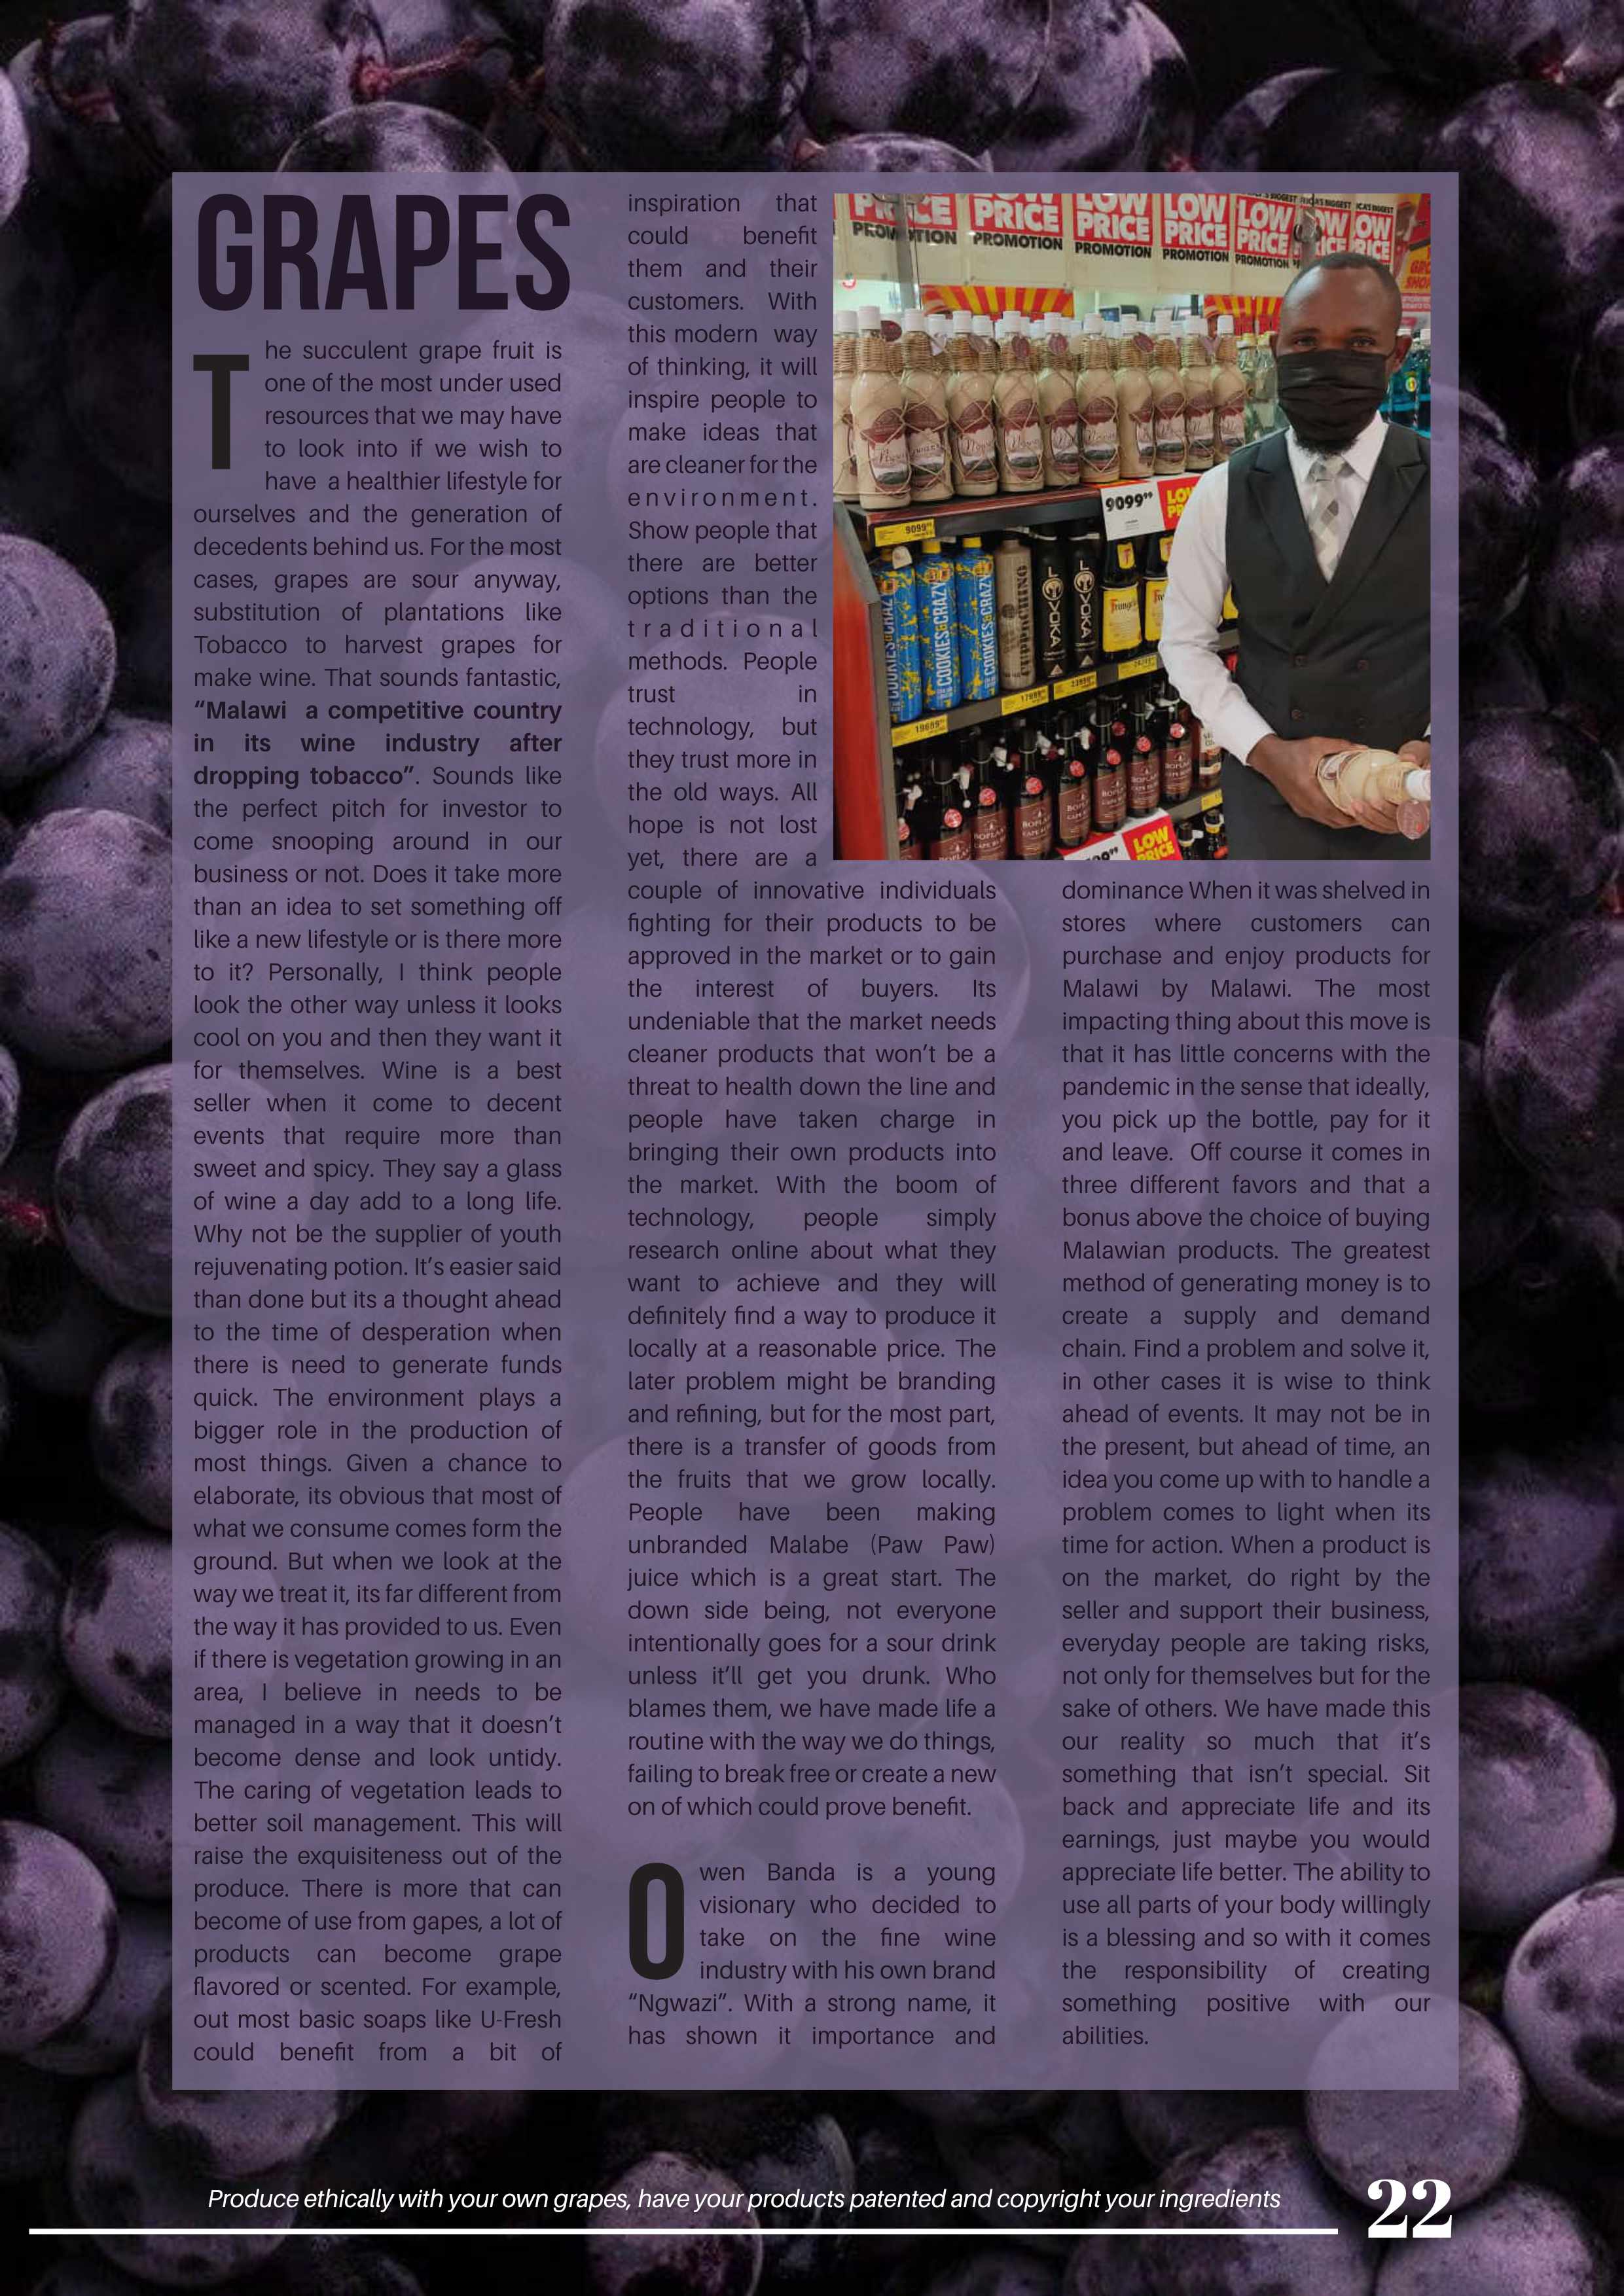 GRAPES
The succulent grape fruit is
one of the most under used
resources that we may have
to look into if we wish to
have a healthier lifestyle for
ourselves and the generation of
decedents behind us. For the most
cases, grapes are sour anyway,
substitution of plantations like
Tobacco to harvest grapes for
make wine. That sounds fantastic,
“Malawi a competitive country
in its wine industry after
dropping tobacco”. Sounds like
the perfect pitch for investor to
come snooping around in our
business or not. Does it take more
than an idea to set something off
like a new lifestyle or is there more
to it? Personally, I think people
look the other way unless it looks
cool on you and then they want it
for themselves. Wine is a best
seller when it come to decent
events that require more than
sweet and spicy. They say a glass
of wine a day add to a long life.
Why not be the supplier of youth
rejuvenating potion. It’s easier said
than done but its a thought ahead
to the time of desperation when
there is need to generate funds
quick. The environment plays a
bigger role in the production of
most things. Given a chance to
elaborate, its obvious that most of
what we consume comes form the
ground. But when we look at the
way we treat it, its far different from
the way it has provided to us. Even
if there is vegetation growing in an
area, I believe in needs to be
managed in a way that it doesn’t
become dense and look untidy.
The caring of vegetation leads to
better soil management. This will
raise the exquisiteness out of the
produce. There is more that can
become of use from gapes, a lot of
products can become grape
flavored or scented. For example,
out most basic soaps like U-Fresh
could benefit from a bit of
inspiration that
could benefit
them and their
customers. With
this modern way
of thinking, it will
inspire people to
make ideas that
are cleaner for the
environment.
Show people that
there are better
options than the
traditional
methods. People
trust in
technology, but
they trust more in
the old ways. All
hope is not lost
yet, there are a
couple of innovative individuals
fighting for their products to be
approved in the market or to gain
the interest of buyers. Its
undeniable that the market needs
cleaner products that won’t be a
threat to health down the line and
people have taken charge in
bringing their own products into
the market. With the boom of
technology, people simply
research online about what they
want to achieve and they will
definitely find a way to produce it
locally at a reasonable price. The
later problem might be branding
and refining, but for the most part,
there is a transfer of goods from
the fruits that we grow locally.
People have been making
unbranded Malabe (Paw Paw)
juice which is a great start. The
down side being, not everyone
intentionally goes for a sour drink
unless it’ll get you drunk. Who
blames them, we have made life a
routine with the way we do things,
failing to break free or create a new
on of which could prove benefit.
Owen Banda is a young
visionary who decided to
take on the fine wine
industry with his own brand
“Ngwazi”. With a strong name, it
has shown it importance and
PRICE PRICE LOW PRICE LOW PRICE LOW PRICE LOW
PROMOTION PROMOTION PROMOTION PROMOTION PROMOTION
9099⁹⁹
LOW
9099⁹⁹
COOKIES&CRAZY COOKIES&CRAZY COOKIES&CRAZY
VODKA VODKA
19699
17899
BOPLAAS
LOW
PRICE
dominance When it was shelved in
stores where customers can
purchase and enjoy products for
Malawi by Malawi. The most
impacting thing about this move is
that it has little concerns with the
pandemic in the sense that ideally,
you pick up the bottle, pay for it
and leave. Off course it comes in
three different favors and that a
bonus above the choice of buying
Malawian products. The greatest
method of generating money is to
create a supply and demand
chain. Find a problem and solve it,
in other cases it is wise to think
ahead of events. It may not be in
the present, but ahead of time, an
idea you come up with to handle a
problem comes to light when its
time for action. When a product is
on the market, do right by the
seller and support their business,
everyday people are taking risks,
not only for themselves but for the
sake of others. We have made this
our reality so much that it’s
something that isn’t special. Sit
back and appreciate life and its
earnings, just maybe you would
appreciate life better. The ability to
use all parts of your body willingly
is a blessing and so with it comes
the responsibility of creating
something positive with our
abilities.
Produce ethically with your own grapes, have your products patented and copyright your ingredients
22